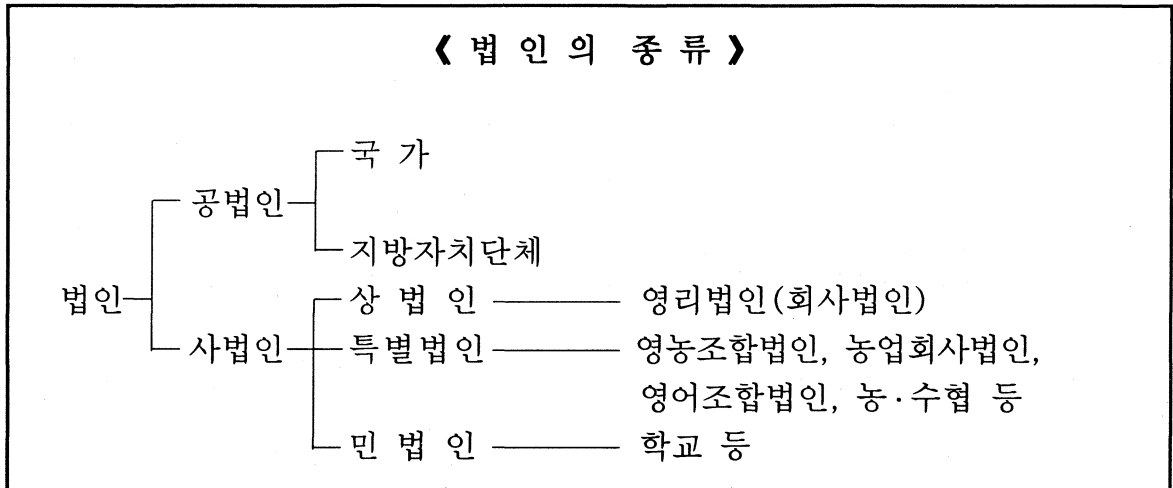 《 법 인 의 종 류 》
국 가
공법인
지방자치단체
법인
상 법 인 영리법인(회사법인)
사법인 특별법인 영농조합법인, 농업회사법인,
영어조합법인, 농·수협 등
민 법 인 학교 등